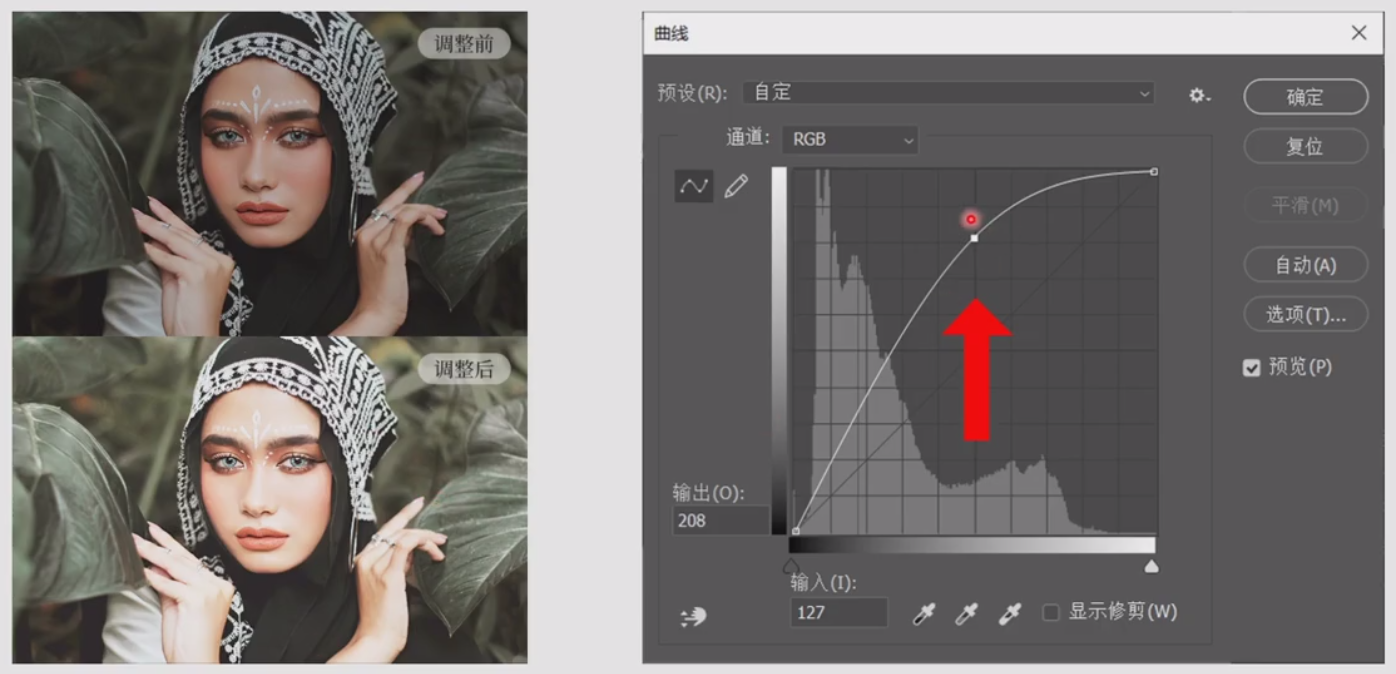 调整前
调整后
曲线
预设(R): 自定
通道: RGB
输出(O):
208
输入(I):
127
显示修剪(W)
确定
复位
平滑(M)
自动(A)
选项(T)...
预览(P)